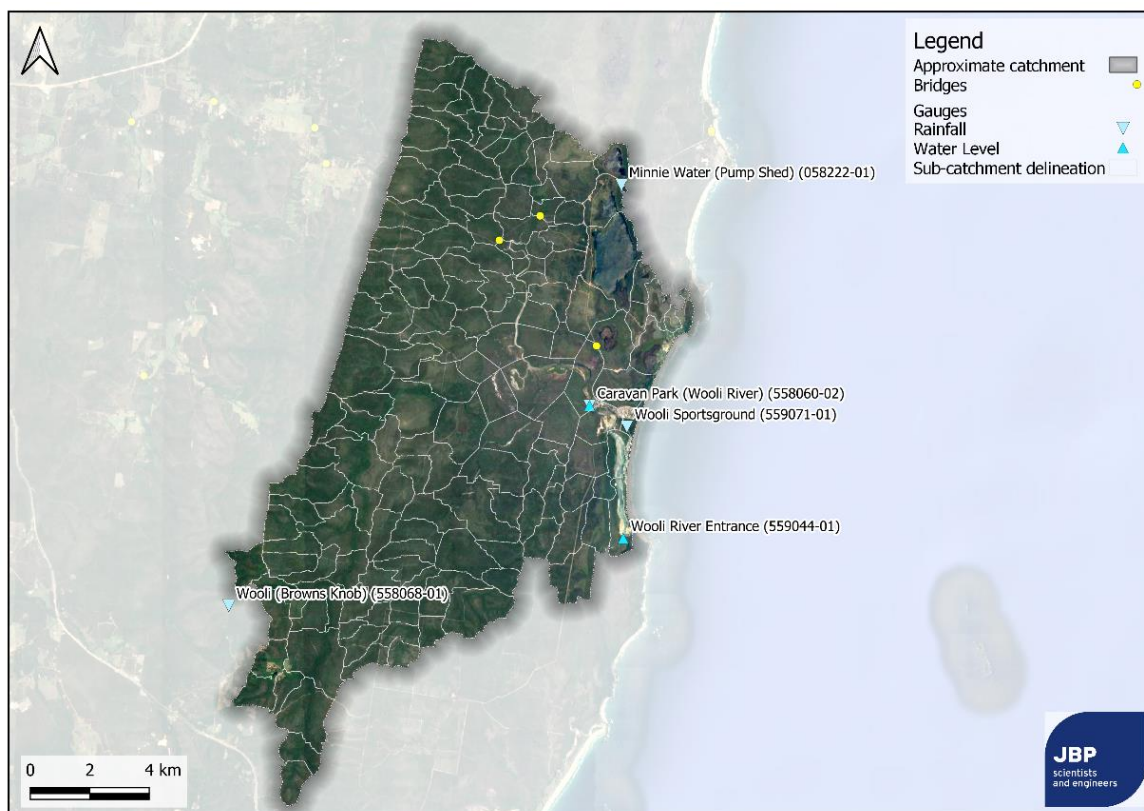 Legend
Approximate catchment
Bridges
Gauges
Rainfall
Water Level
Sub-catchment delineation
Minnie Water (Pump Shed) (058222-01)
Caravan Park (Wooli River) (558060-02)
Wooli Sportsground (559071-01)
Wooli River Entrance (559044-01)
Wooli (Browns Knob) (558068-01)
0 2 4 km
JBP
scientists
and engineers